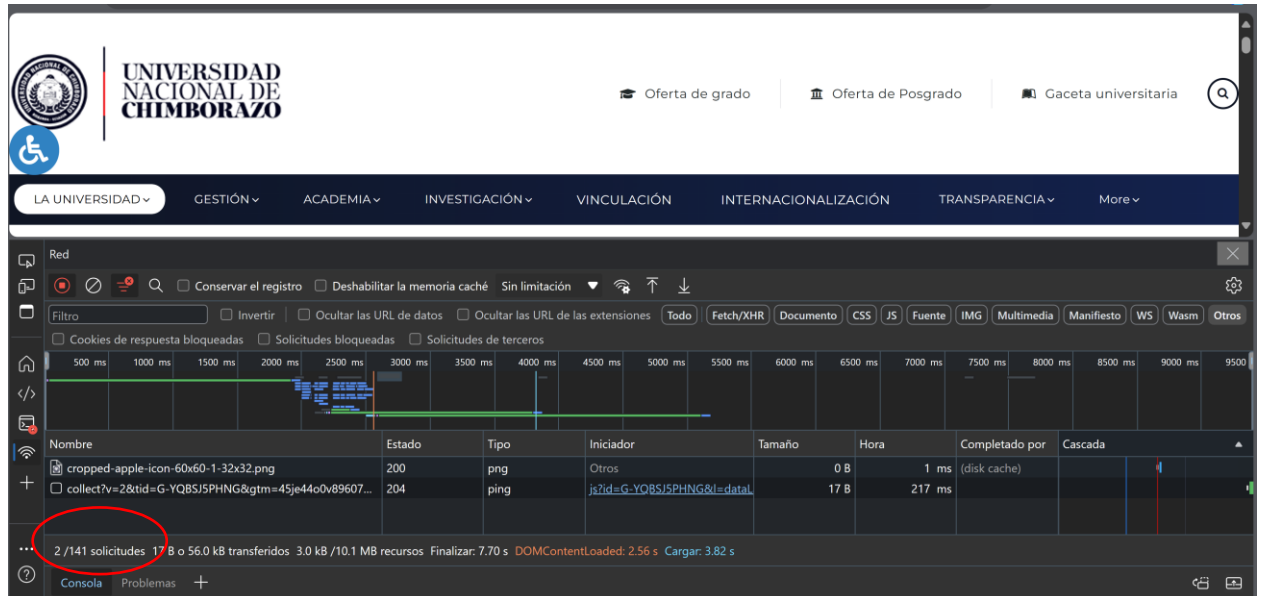 UNIVERSIDAD
NACIONAL DE
CHIMBORAZO
Oferta de grado Oferta de Posgrado Gaceta universitaria
LA UNIVERSIDAD GESTIÓN ACADEMIA INVESTIGACIÓN VINCULACIÓN INTERNACIONALIZACIÓN TRANSPARENCIA More
Red
Conservar el registro Deshabilitar la memoria caché Sin limitación
Filtro Invertir Ocultar las URL de datos Ocultar las URL de las extensiones Todo Fetch/XHR Documento CSS JS Fuente IMG Multimedia Manifiesto WS Wasm Otros
Cookies de respuesta bloqueadas Solicitudes bloqueadas Solicitudes de terceros
500 ms 1000 ms 1500 ms 2000 ms 2500 ms 3000 ms 3500 ms 4000 ms 4500 ms 5000 ms 5500 ms 6000 ms 6500 ms 7000 ms 7500 ms 8000 ms 8500 ms 9000 ms 9500
Nombre Estado Tipo Iniciador Tamaño Hora Completado por Cascada
cropped-apple-icon-60x60-1-32x32.png 200 png Otros 0 B 1 ms (disk cache)
collect?v=2&tid=G-YQBSJ5PHNG&gtm=45je44o0v89607... 204 ping js?id=G-YQBSJ5PHNG&l=dataL 17 B 217 ms
2 /141 solicitudes 17 B o 56.0 kB transferidos 3.0 kB /10.1 MB recursos Finalizar: 7.70 s DOMContentLoaded: 2.56 s Cargar: 3.82 s
Consola Problemas